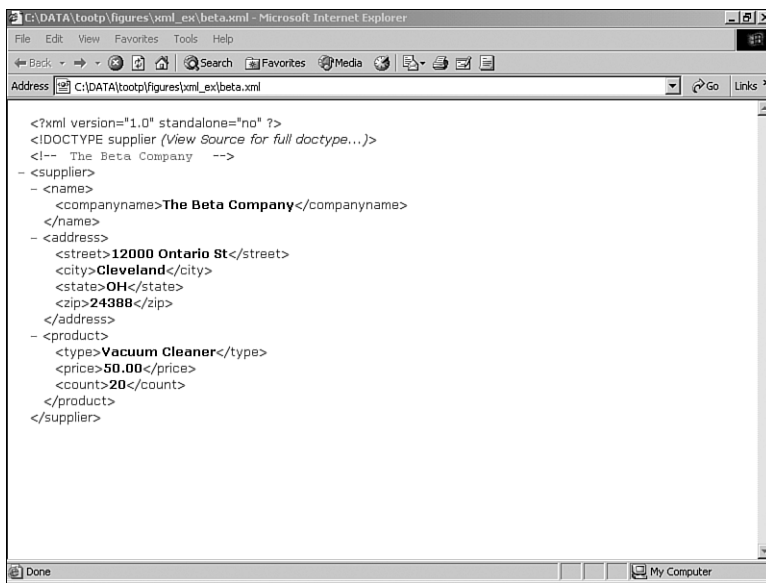 C:\DATA\tootp\figures\xml_ex\beta.xml - Microsoft Internet Explorer
File Edit View Favorites Tools Help
Back Search Favorites Media
Address C:\DATA\tootp\figures\xml_ex\beta.xml Go Links »
<?xml version="1.0" standalone="no" ?>
<!DOCTYPE supplier (View Source for full doctype...)>
<!-- The Beta Company -->
- <supplier>
- <name>
<companyname>The Beta Company</companyname>
</name>
- <address>
<street>12000 Ontario St</street>
<city>Cleveland</city>
<state>OH</state>
<zip>24388</zip>
</address>
- <product>
<type>Vacuum Cleaner</type>
<price>50.00</price>
<count>20</count>
</product>
</supplier>
Done My Computer